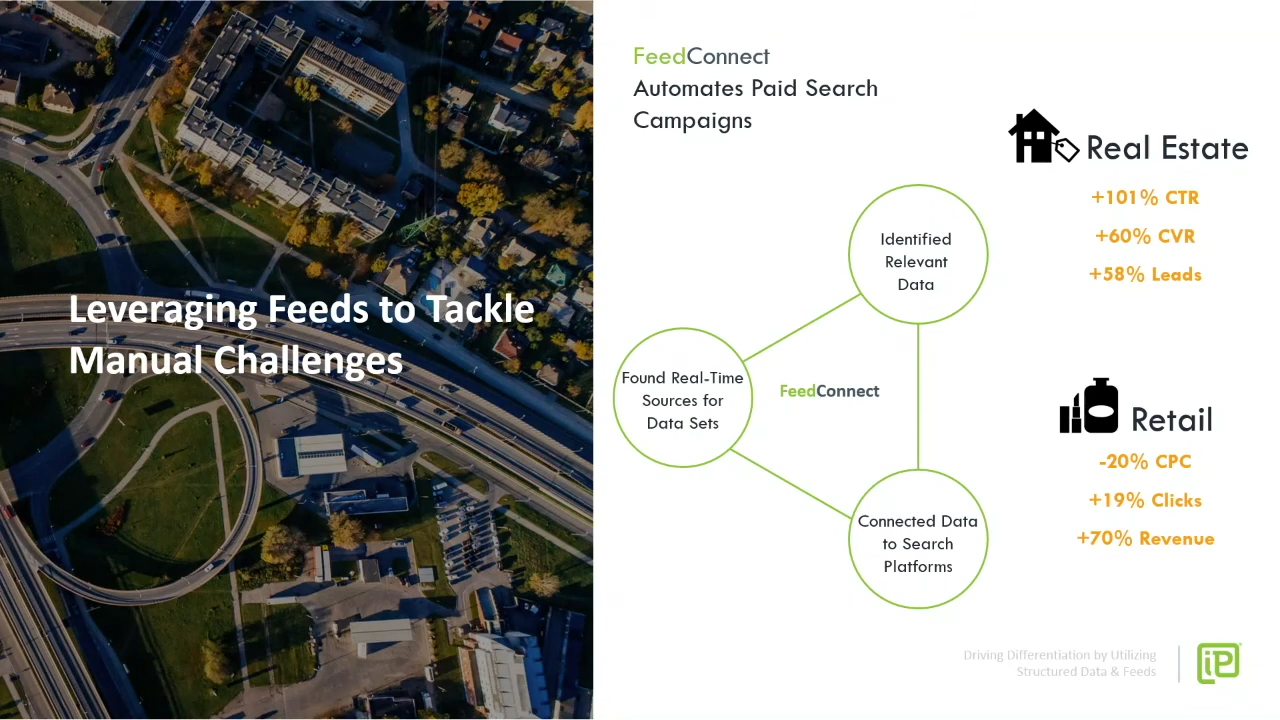 Leveraging Feeds to Tackle
Manual Challenges
FeedConnect
Automates Paid Search
Campaigns
Identified
Relevant
Data
Found Real-Time
Sources for
Data Sets
FeedConnect
Connected Data
to Search
Platforms
Real Estate
+101% CTR
+60% CVR
+58% Leads
Retail
-20% CPC
+19% Clicks
+70% Revenue
Driving Differentiation by Utilizing
Structured Data & Feeds
iP